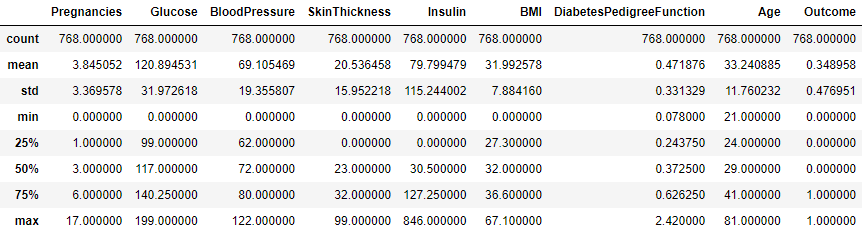 Pregnancies Glucose BloodPressure SkinThickness Insulin BMI DiabetesPedigreeFunction Age Outcome
count 768.000000 768.000000 768.000000 768.000000 768.000000 768.000000 768.000000 768.000000 768.000000
mean 3.845052 120.894531 69.105469 20.536458 79.799479 31.992578 0.471876 33.240885 0.348958
std 3.369578 31.972618 19.355807 15.952218 115.244002 7.884160 0.331329 11.760232 0.476951
min 0.000000 0.000000 0.000000 0.000000 0.000000 0.000000 0.078000 21.000000 0.000000
25% 1.000000 99.000000 62.000000 0.000000 0.000000 27.300000 0.243750 24.000000 0.000000
50% 3.000000 117.000000 72.000000 23.000000 30.500000 32.000000 0.372500 29.000000 0.000000
75% 6.000000 140.250000 80.000000 32.000000 127.250000 36.600000 0.626250 41.000000 1.000000
max 17.000000 199.000000 122.000000 99.000000 846.000000 67.100000 2.420000 81.000000 1.000000